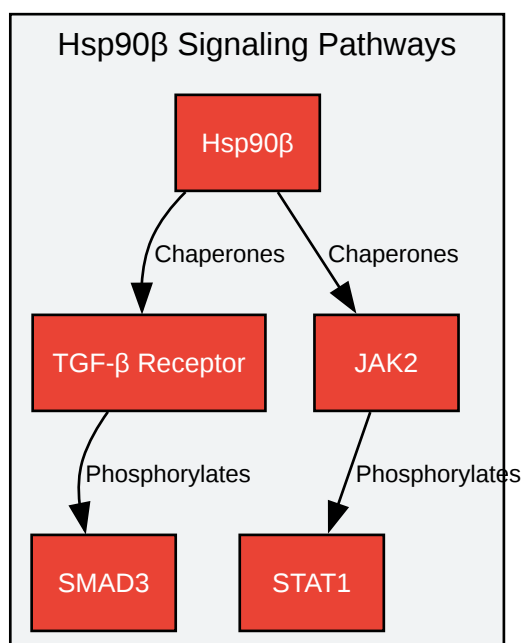 Hsp90β Signaling Pathways
Hsp90β
Chaperones
Chaperones
TGF-β Receptor
JAK2
Phosphorylates
Phosphorylates
SMAD3
STAT1